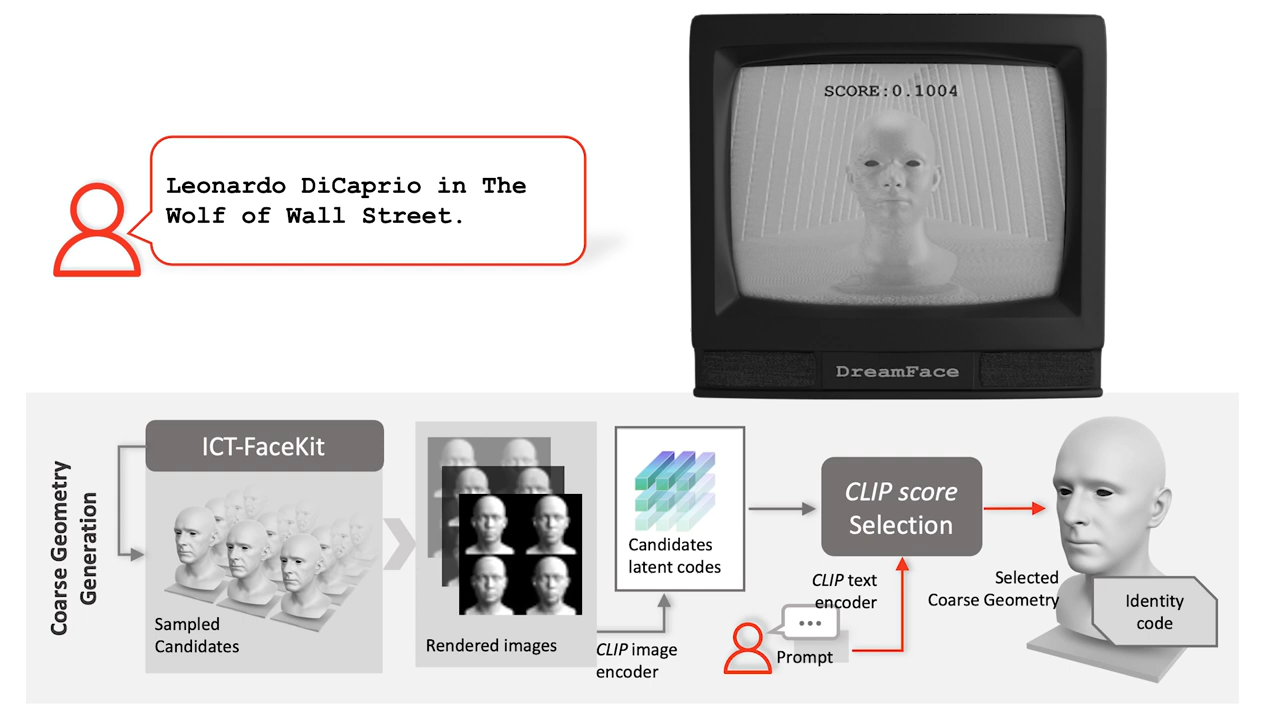 SCORE:0.1004
Leonardo DiCaprio in The
Wolf of Wall Street.
DreamFace
Coarse Geometry
Generation
ICT-FaceKit
Sampled
Candidates
Rendered images
CLIP image
encoder
Candidates
latent codes
CLIP score
Selection
CLIP text
encoder
Prompt
Selected
Coarse Geometry
Identity
code